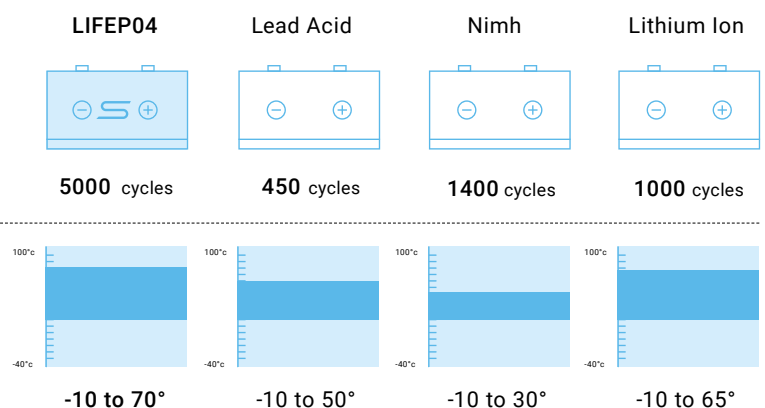 LIFEP04 Lead Acid Nimh Lithium Ion
5000 cycles 450 cycles 1400 cycles 1000 cycles
100°c 100°c 100°c 100°c
-40°c -40°c -40°c -40°c
-10 to 70° -10 to 50° -10 to 30° -10 to 65°